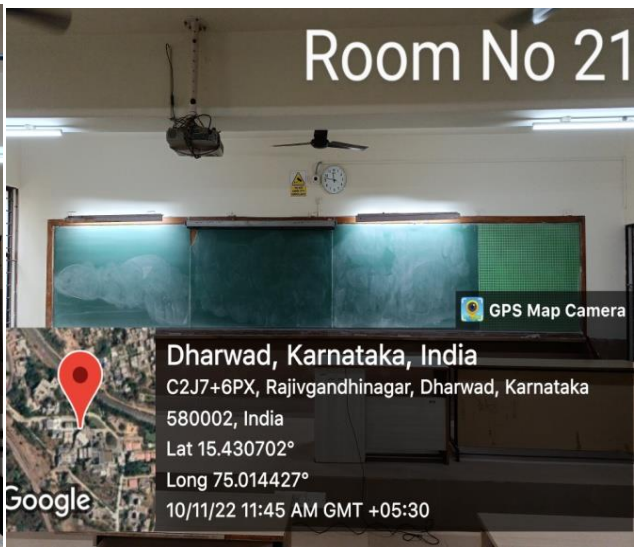 Room No 21
GPS Map Camera
Dharwad, Karnataka, India
C2J7+6PX, Rajivgandhinagar, Dharwad, Karnataka
580002, India
Lat 15.430702°
Long 75.014427°
10/11/22 11:45 AM GMT +05:30
Google